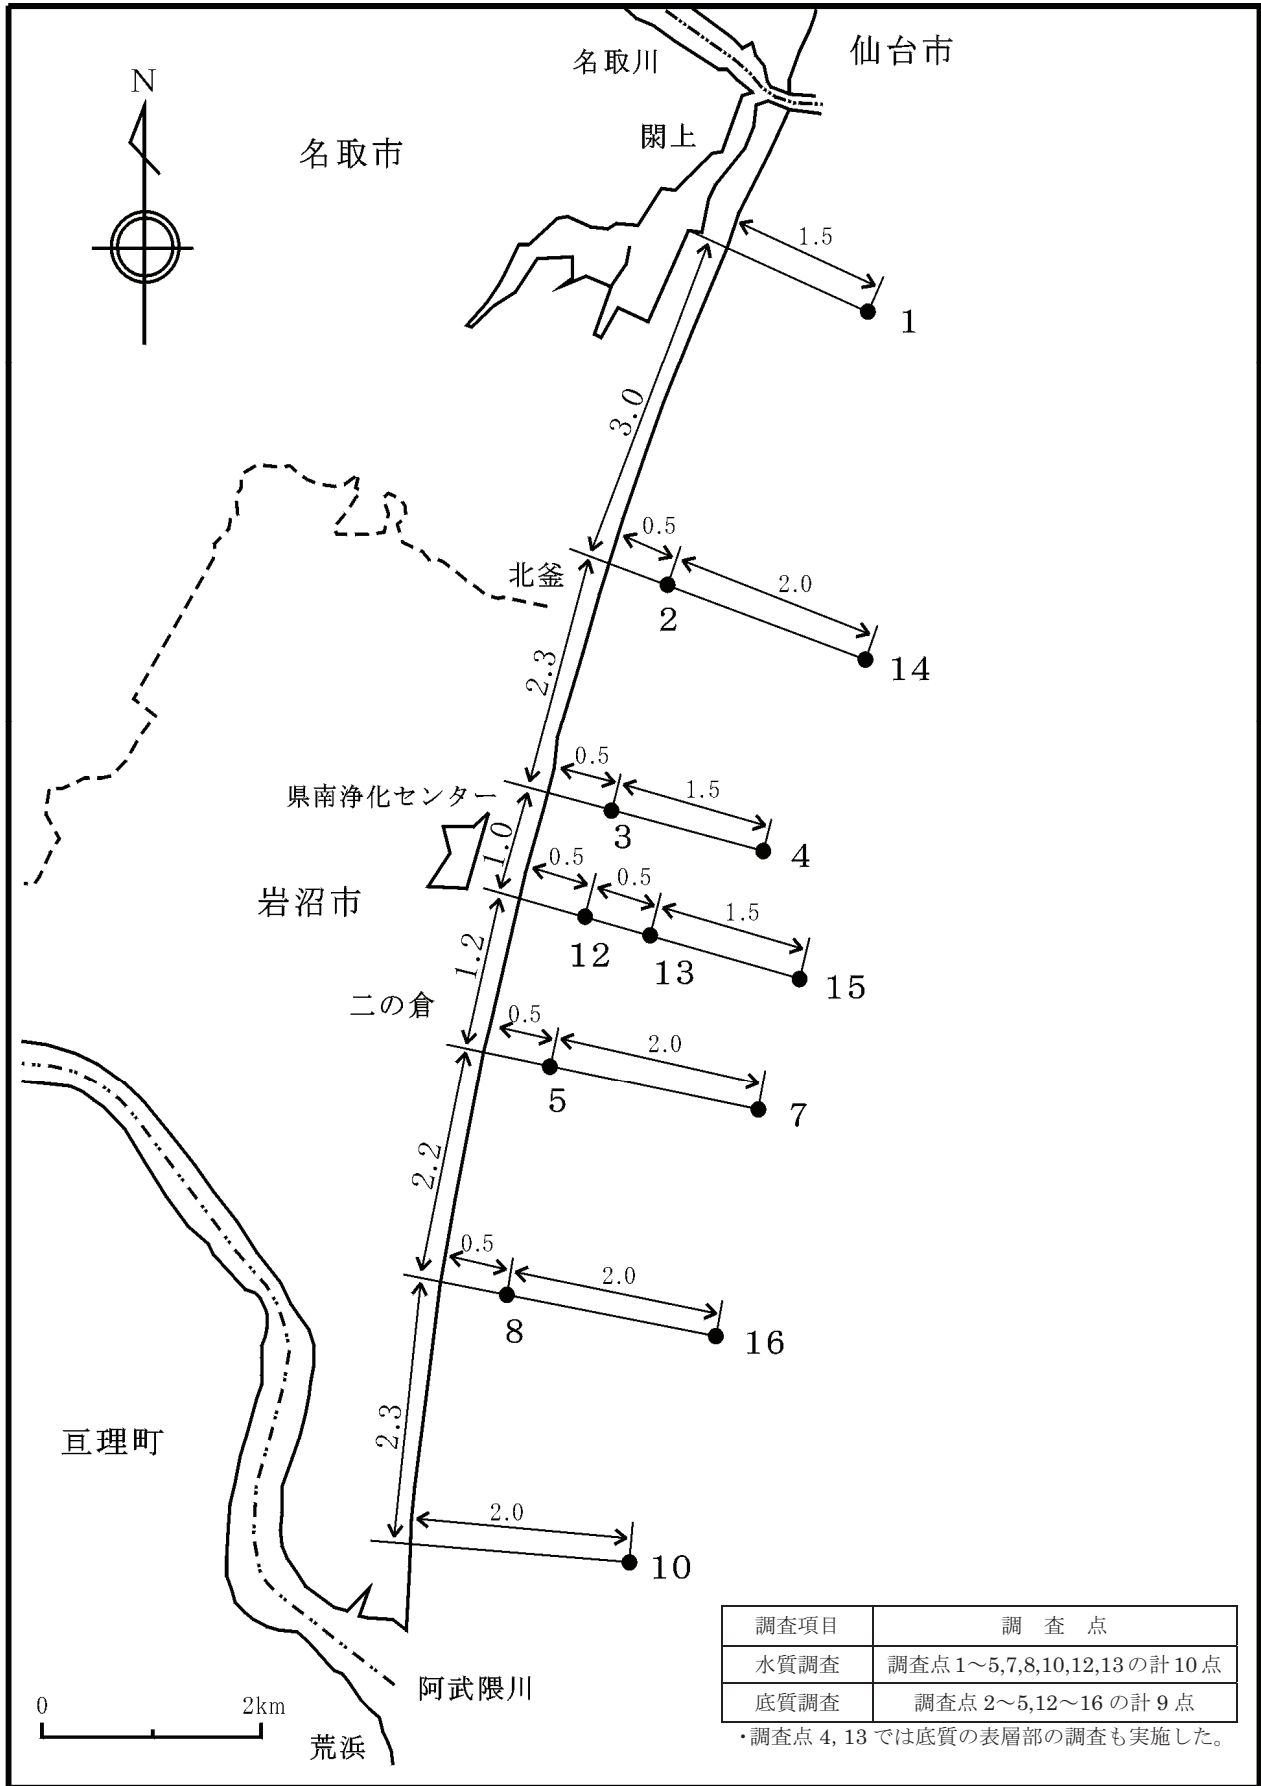 仙台市
名取川
N
閖上
名取市
1.5
1
3.0
0.5
北釜
2.0
2
2.3
14
0.5
県南浄化センター
1.5
3
1.0
4
0.5
0.5
岩沼市
1.5
12
13
1.2
15
二の倉
0.5
2.0
5
7
2.2
0.5
2.0
8
16
亘理町
2.3
2.0
10
調査項目 調 査 点
水質調査 調査点1～5,7,8,10,12,13の計10点
底質調査 調査点 2～5,12～16 の計 9 点
・調査点 4, 13 では底質の表層部の調査も実施した。
阿武隈川
0 2km
荒浜